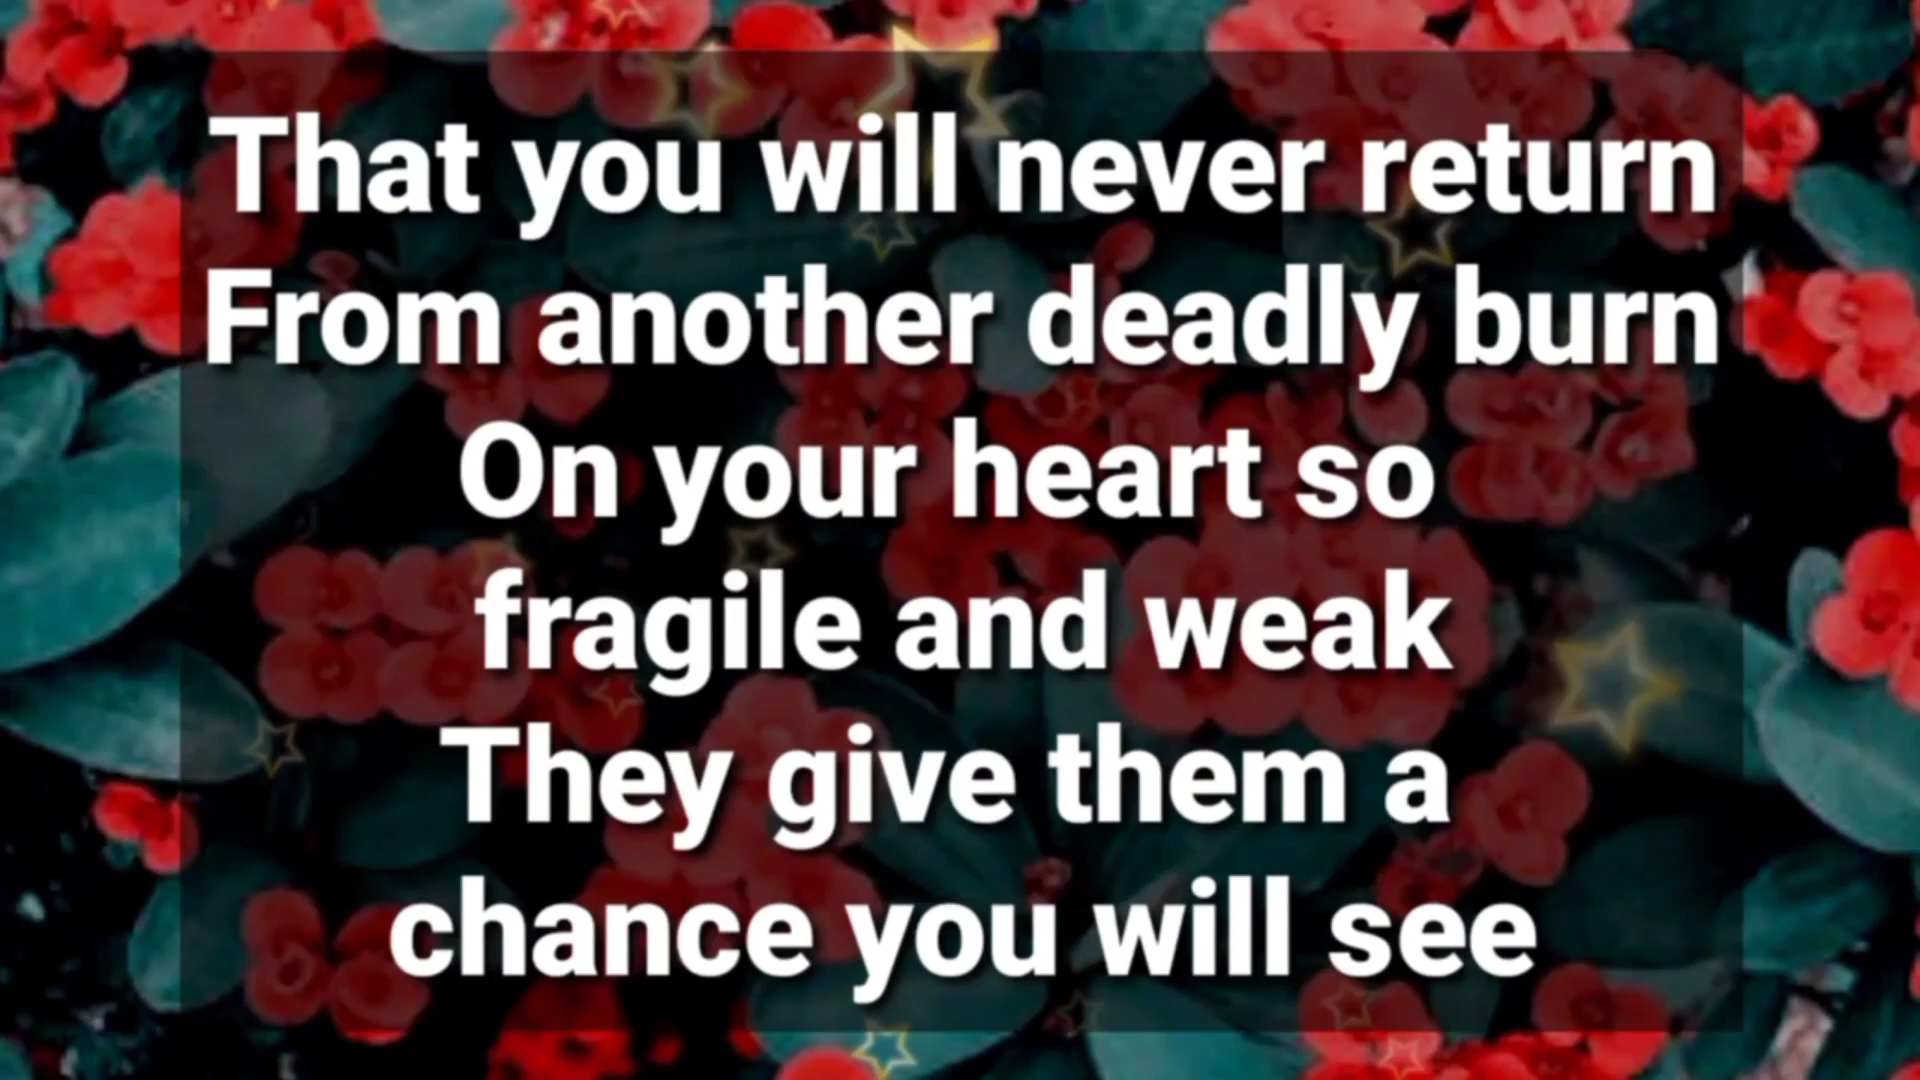 That you will never return
From another deadly burn
On your heart so
fragile and weak
They give them a
chance you will see